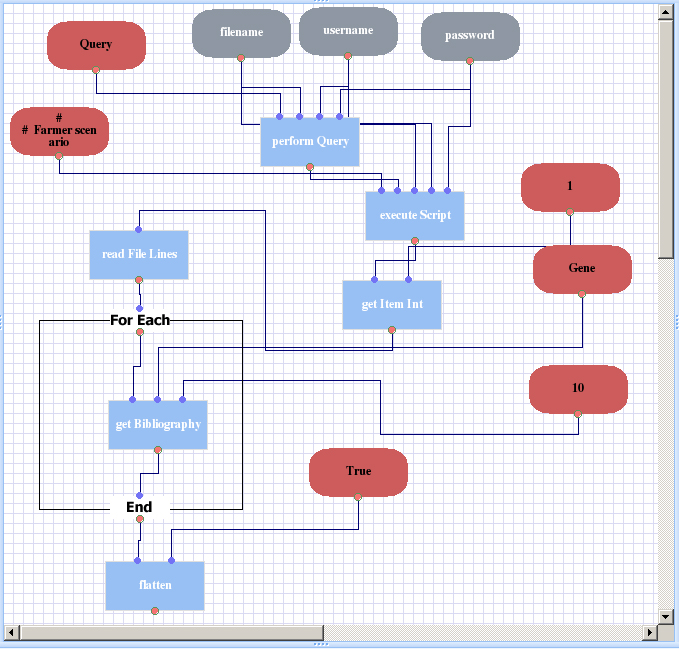 Query
filename
username
password
#
# Farmer scen
ario
perform Query
1
execute Script
read File Lines
Gene
get Item Int
For Each
10
get Bibliography
True
End
flatten